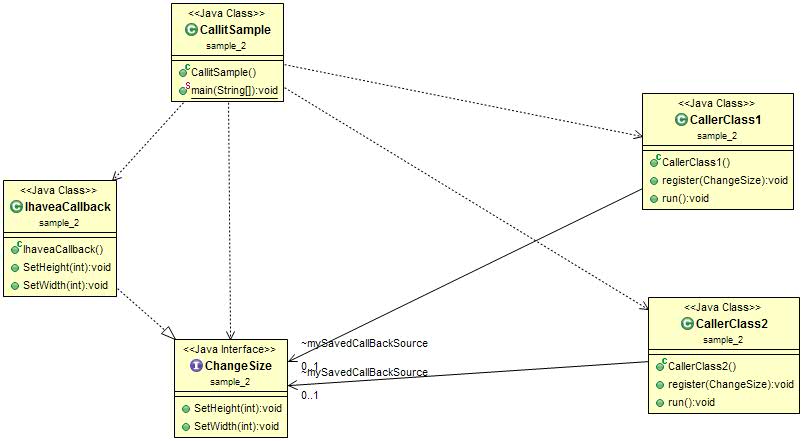 <<Java Class>>
CallitSample
sample_2
CallitSample()
main(String[]):void
<<Java Class>>
CallerClass1
sample_2
CallerClass1()
register(ChangeSize):void
run():void
<<Java Class>>
IhaveaCallback
sample_2
IhaveaCallback()
SetHeight(int):void
SetWidth(int):void
<<Java Class>>
CallerClass2
sample_2
CallerClass2()
register(ChangeSize):void
run():void
<<Java Interface>>
ChangeSize
sample_2
SetHeight(int):void
SetWidth(int):void
~mySavedCallBackSource
0..1
~mySavedCallBackSource
0..1